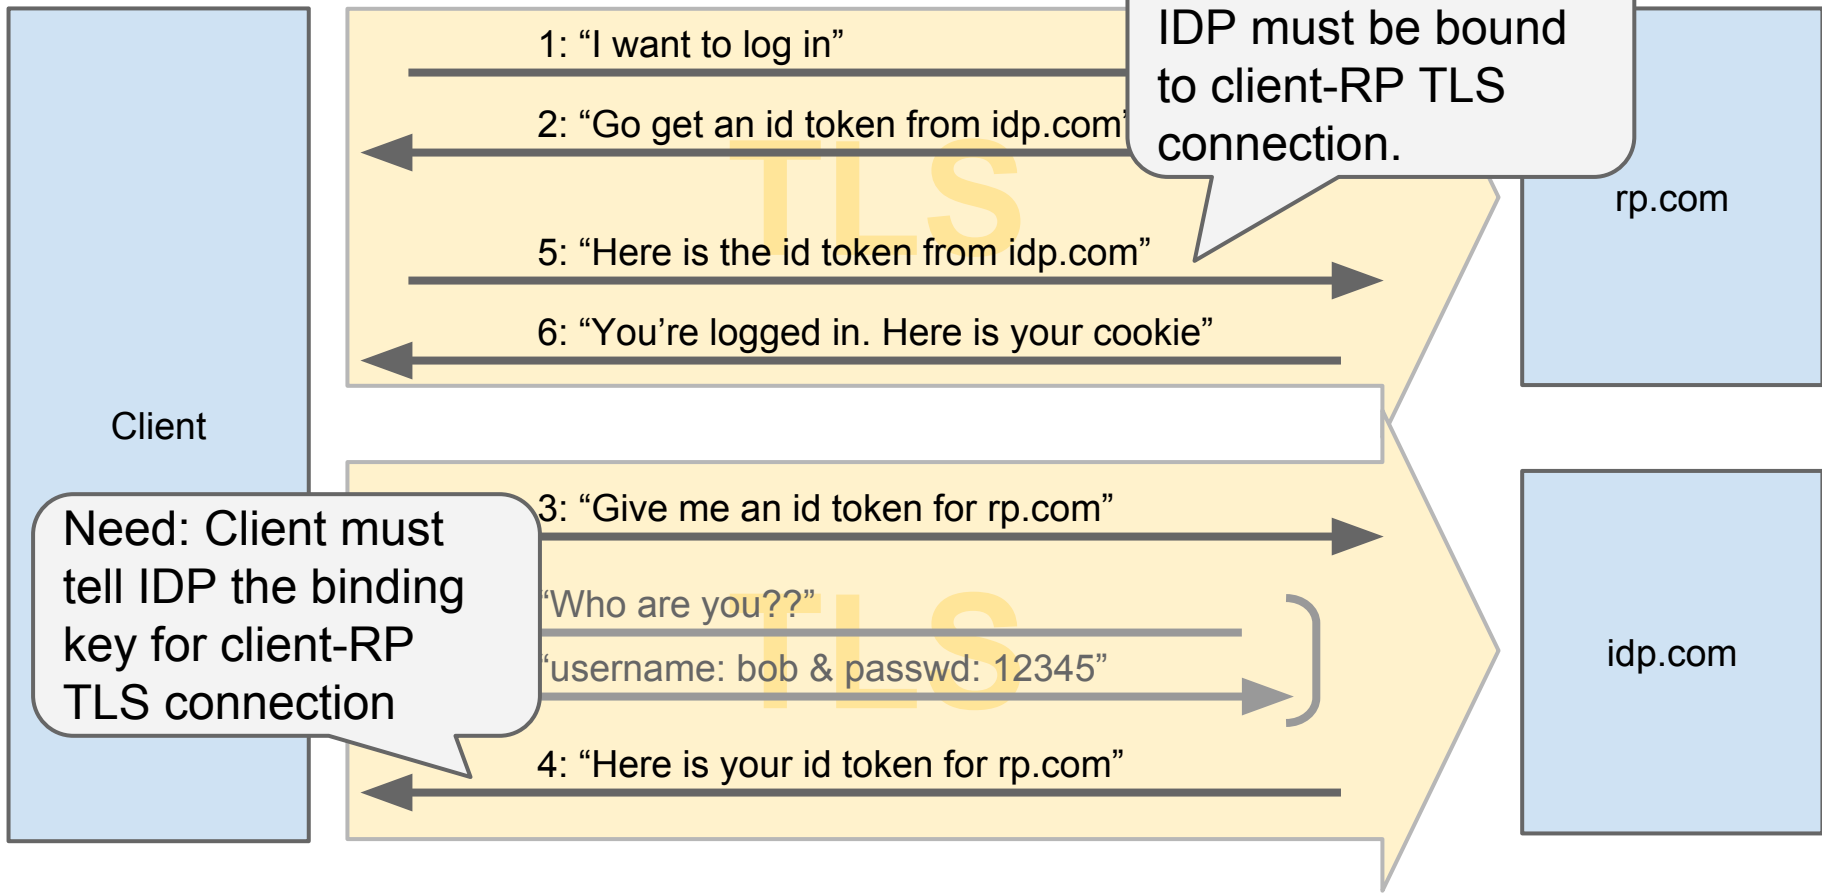 1: “I want to log in”
IDP must be bound
to client-RP TLS
connection.
2: “Go get an id token from idp.com”
TLS
rp.com
5: “Here is the id token from idp.com”
6: “You’re logged in. Here is your cookie”
Client
3: “Give me an id token for rp.com”
Need: Client must
tell IDP the binding
key for client-RP
TLS connection
“Who are you??”
TLS
“username: bob & passwd: 12345”
idp.com
4: “Here is your id token for rp.com”